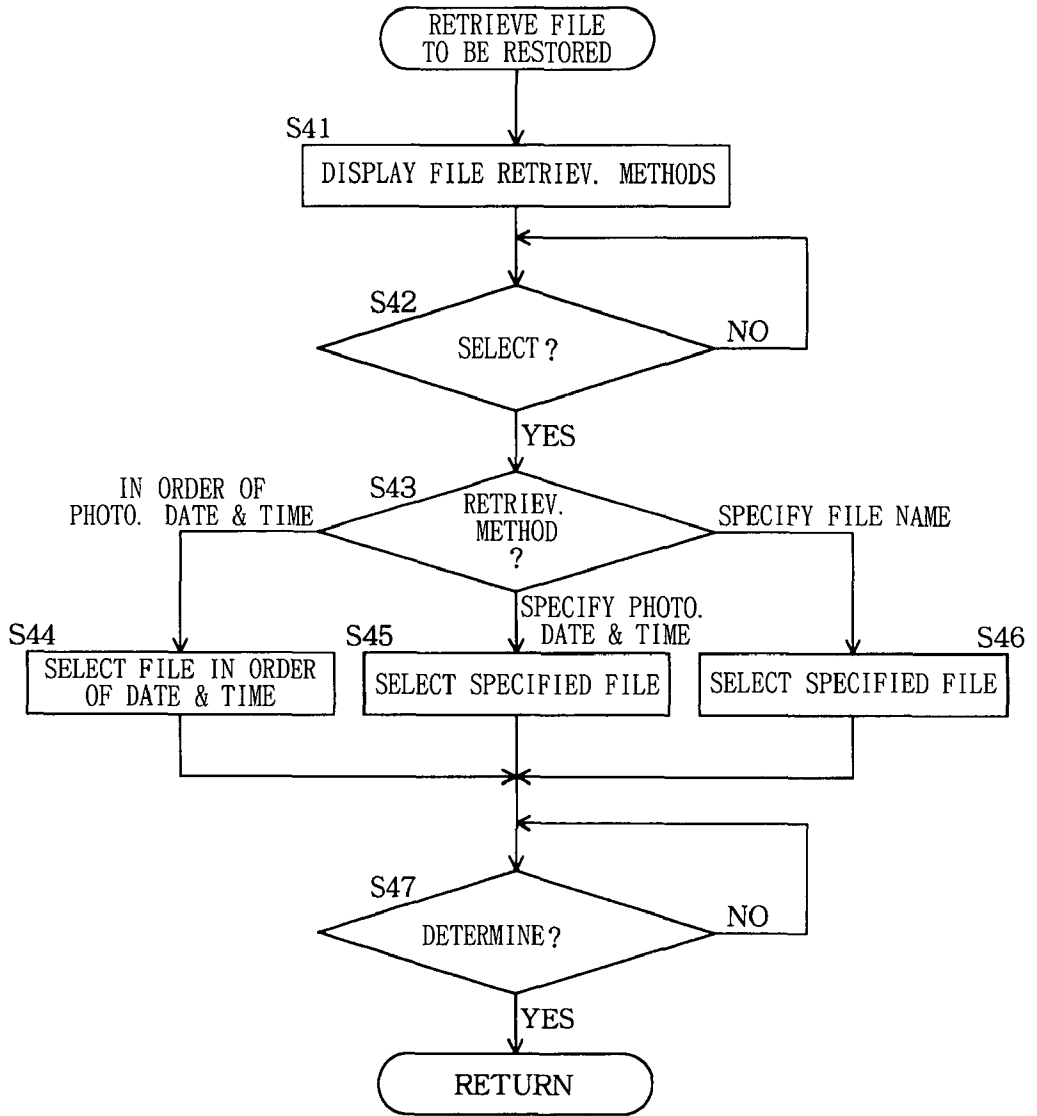 RETRIEVE FILE
TO BE RESTORED
S41
DISPLAY FILE RETRIEV. METHODS
S42
SELECT?
NO
YES
S43
RETRIEV.
METHOD
?
IN ORDER OF
PHOTO. DATE & TIME
SPECIFY FILE NAME
SPECIFY PHOTO.
DATE & TIME
S44
SELECT FILE IN ORDER
OF DATE & TIME
S45
SELECT SPECIFIED FILE
S46
SELECT SPECIFIED FILE
S47
DETERMINE?
NO
YES
RETURN